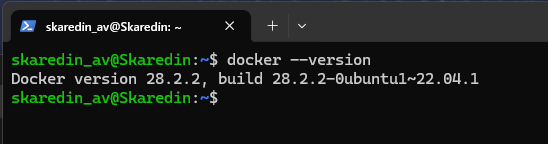 skaredin_av@Skaredin: ~
skaredin_av@Skaredin:~$ docker --version
Docker version 28.2.2, build 28.2.2-0ubuntu1~22.04.1
skaredin_av@Skaredin:~$